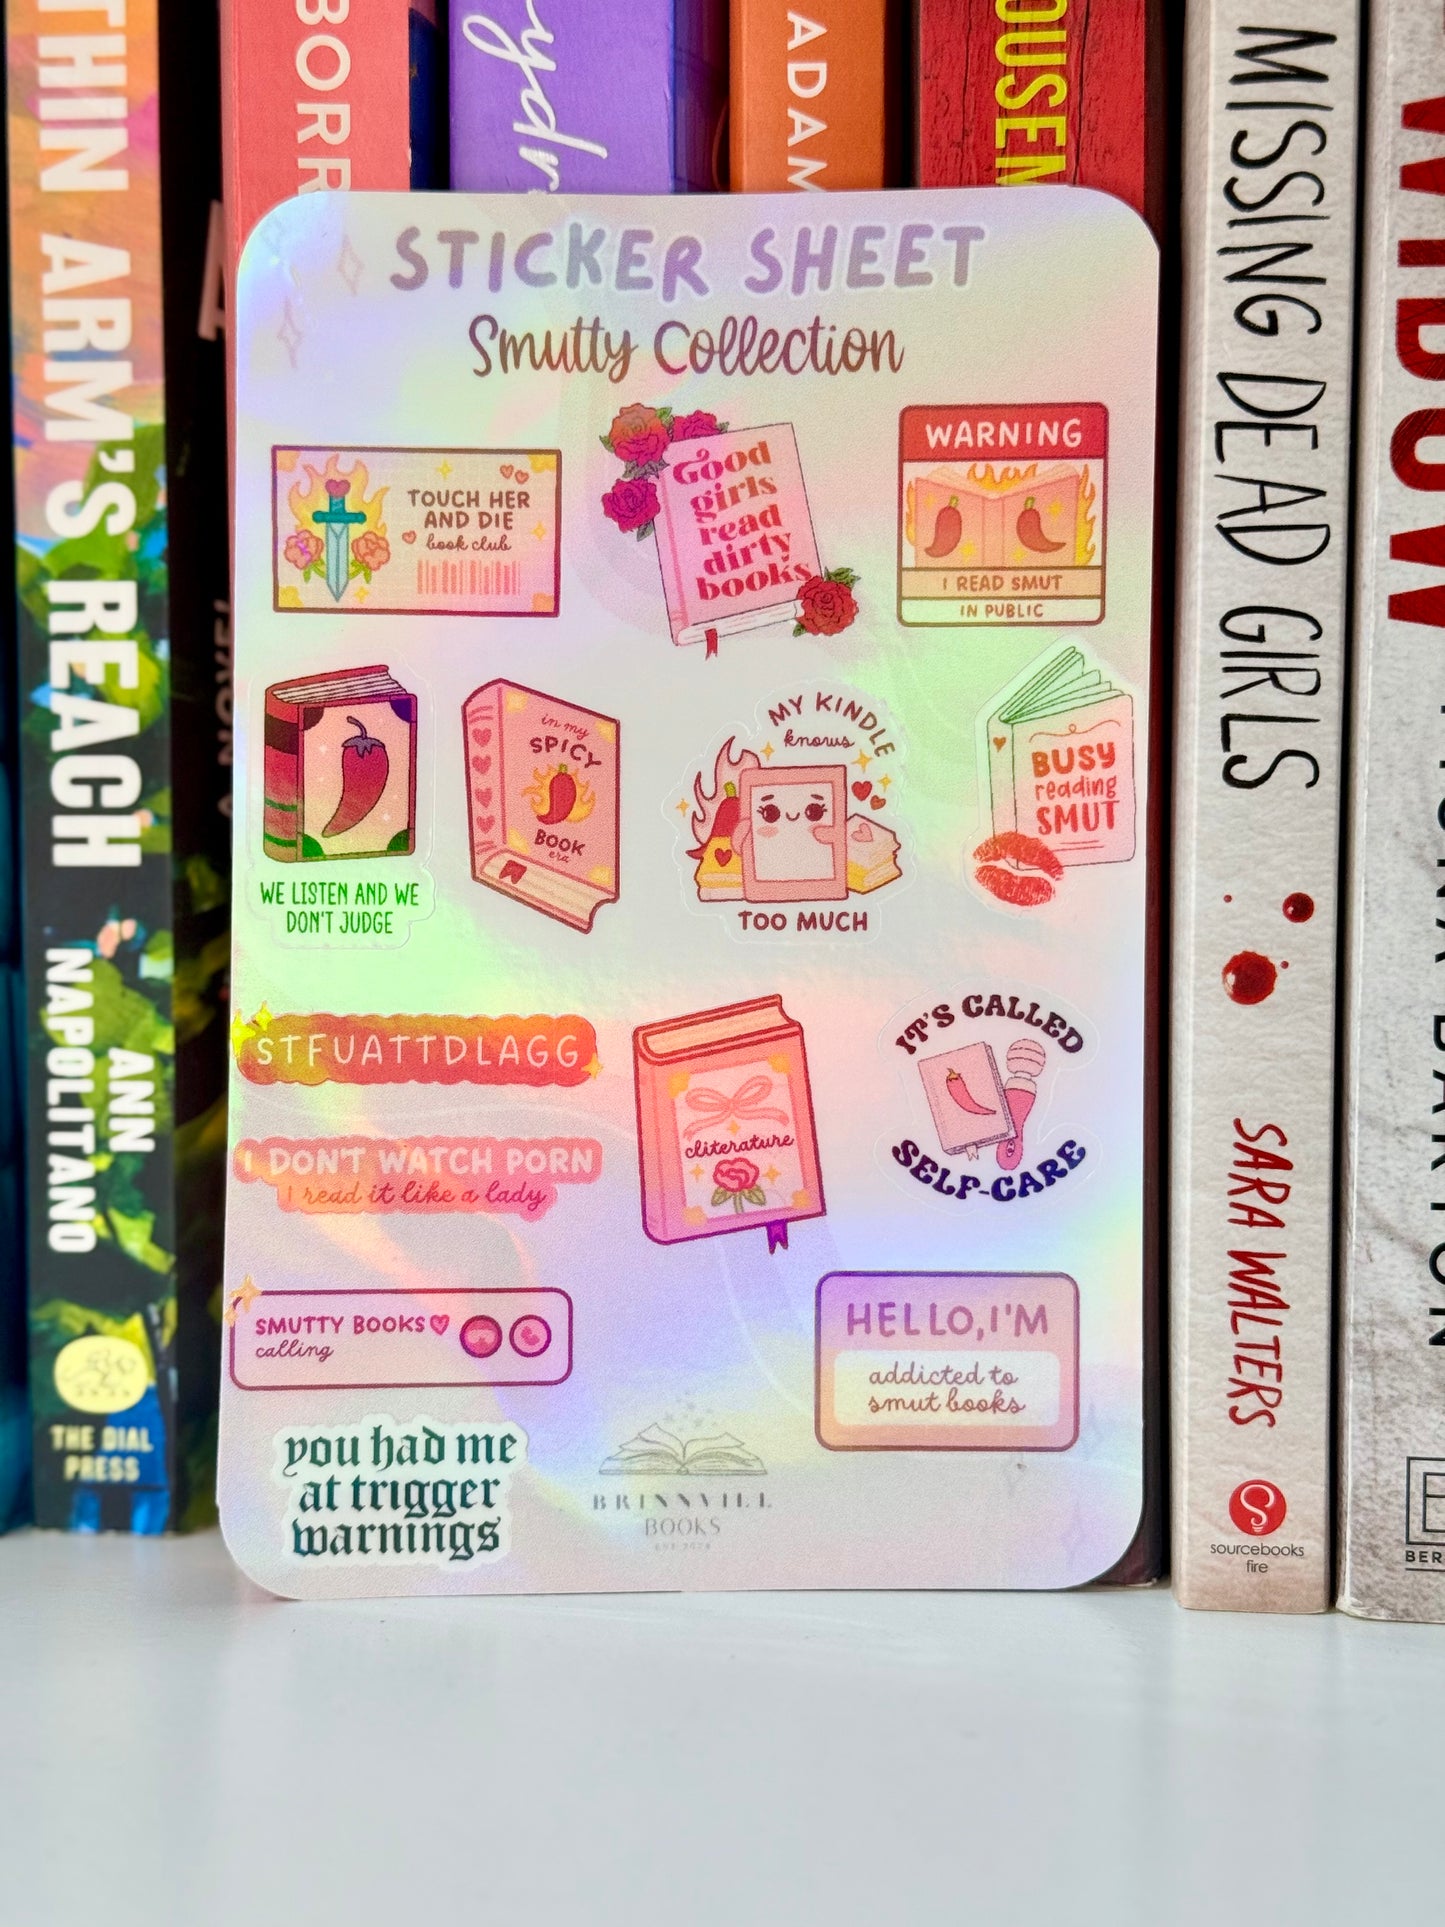 THIN ARM'S REACH
ANN
NAPOLITANO
THE DIAL
PRESS
ADAM
MISSING DEAD GIRLS
SARA WALTERS
sourcebooks
fire
STICKER SHEET
Smutty Collection
TOUCH HER
AND DIE
book club
Good
girls
read
dirty
books
WARNING
I READ SMUT
IN PUBLIC
WE LISTEN AND WE
DON'T JUDGE
in my
SPICY
BOOK
era
MY KINDLE
knows
TOO MUCH
BUSY
reading
SMUT
STFUATTDLAGG
I DON'T WATCH PORN
I read it like a lady
cliterature
IT'S CALLED
SELF-CARE
SMUTTY BOOKS
calling
HELLO, I'M
addicted to
smut books
you had me
at trigger
warnings
BRINNVILL
BOOKS